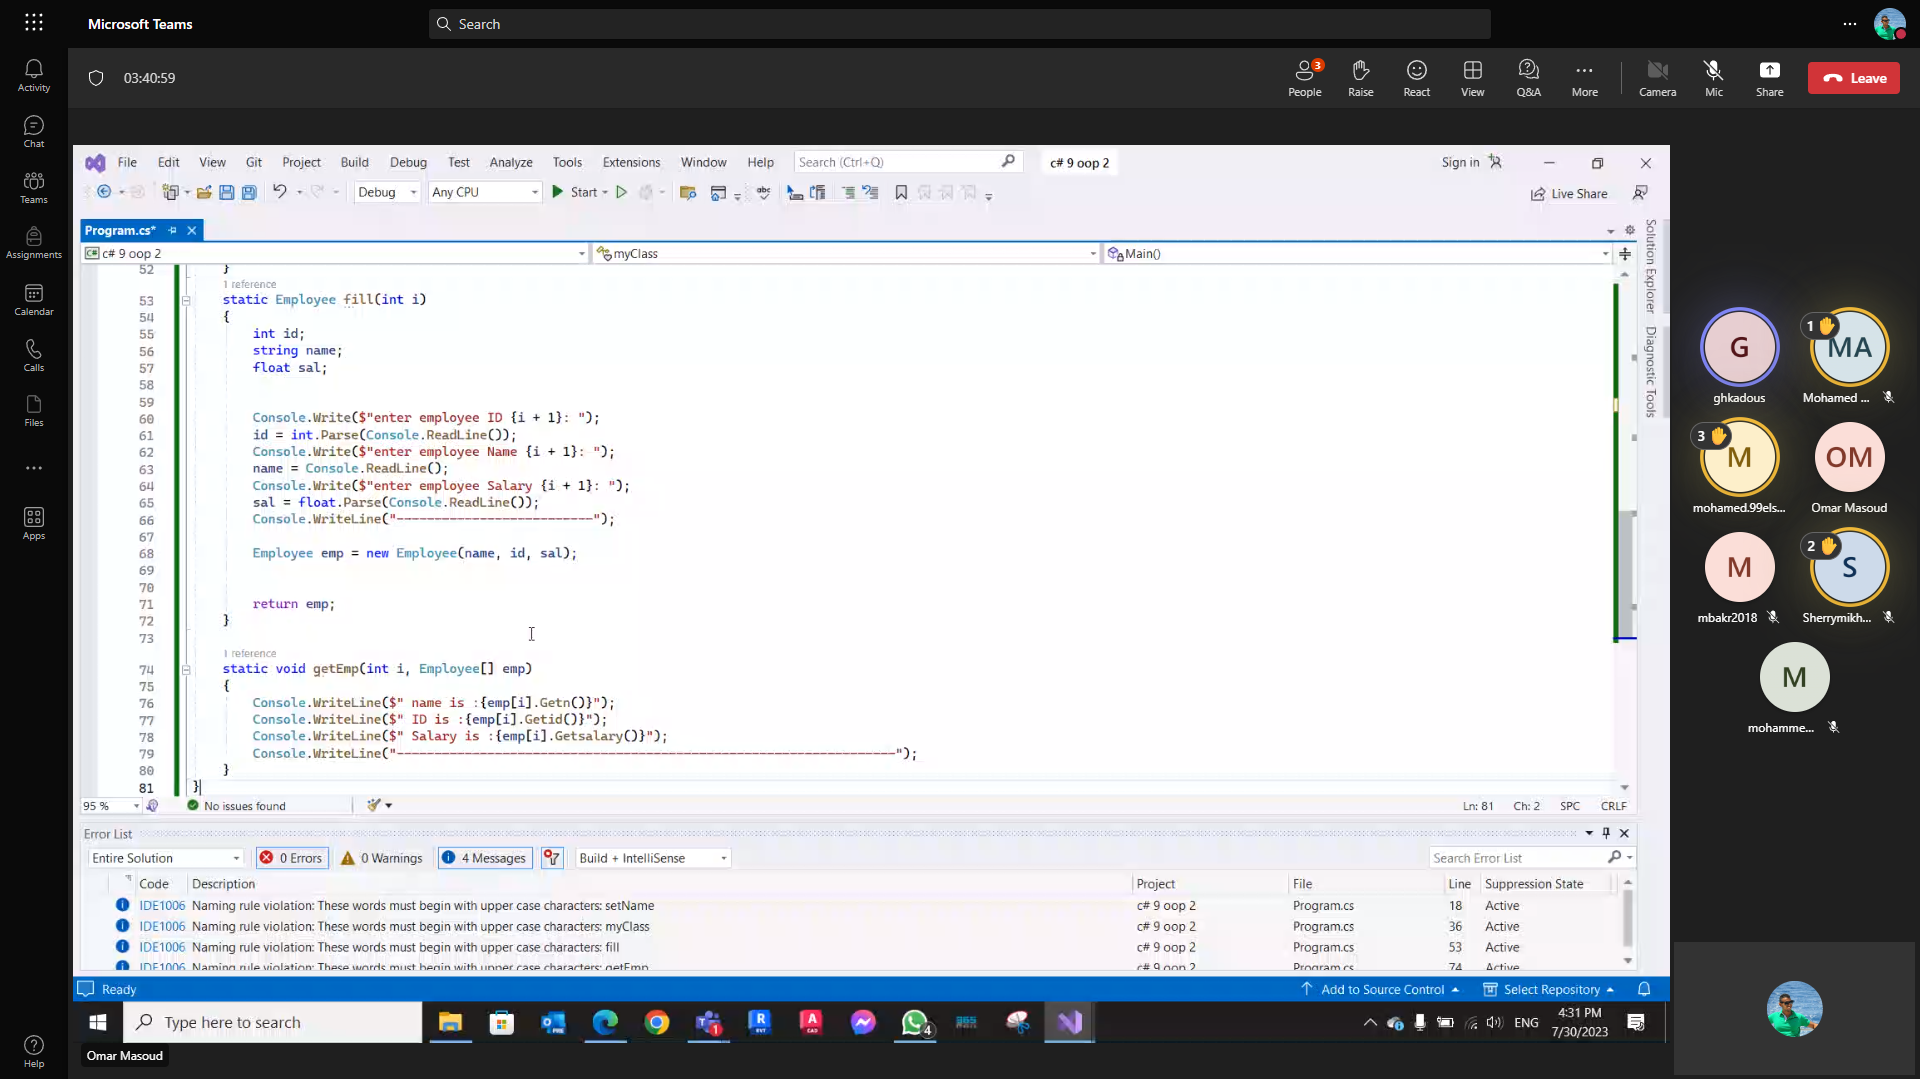 Microsoft Teams
Search
Activity
Chat
Teams
Assignments
Calendar
Calls
Files
Apps
Help
03:40:59
3
People
Raise
React
View
Q&A
More
Camera
Mic
Share
Leave
File Edit View Git Project Build Debug Test Analyze Tools Extensions Window Help Search (Ctrl+Q) c# 9 oop 2 Sign in
Debug Any CPU Start Live Share
Program.cs*
c# 9 oop 2 myClass Main()
52 }
1 reference
53 static Employee fill(int i)
54 {
55 int id;
56 string name;
57 float sal;
58
59
60 Console.Write($"enter employee ID {i + 1}: ");
61 id = int.Parse(Console.ReadLine());
62 Console.Write($"enter employee Name {i + 1}: ");
63 name = Console.ReadLine();
64 Console.Write($"enter employee Salary {i + 1}: ");
65 sal = float.Parse(Console.ReadLine());
66 Console.WriteLine("--------------------------");
67
68 Employee emp = new Employee(name, id, sal);
69
70
71 return emp;
72 }
73
1 reference
74 static void getEmp(int i, Employee[] emp)
75 {
76 Console.WriteLine($" name is :{emp[i].Getn()}");
77 Console.WriteLine($" ID is :{emp[i].Getid()}");
78 Console.WriteLine($" Salary is :{emp[i].Getsalary()}");
79 Console.WriteLine("------------------------------------------------------------------");
80 }
81 }
95 % No issues found Ln: 81 Ch: 2 SPC CRLF
Solution Explorer
Diagnostic Tools
Error List
Entire Solution 0 Errors 0 Warnings 4 Messages Build + IntelliSense Search Error List
Code Description Project File Line Suppression State
IDE1006 Naming rule violation: These words must begin with upper case characters: setName c# 9 oop 2 Program.cs 18 Active
IDE1006 Naming rule violation: These words must begin with upper case characters: myClass c# 9 oop 2 Program.cs 36 Active
IDE1006 Naming rule violation: These words must begin with upper case characters: fill c# 9 oop 2 Program.cs 53 Active
IDE1006 Naming rule violation: These words must begin with upper case characters: getEmp c# 9 oop 2 Program.cs 74 Active
Ready Add to Source Control Select Repository
Type here to search
1
4
ENG
4:31 PM
7/30/2023
Omar Masoud
G
ghkadous
1
MA
Mohamed ...
3
M
mohamed.99els...
OM
Omar Masoud
M
mbakr2018
2
S
Sherrymikh...
M
mohamme...